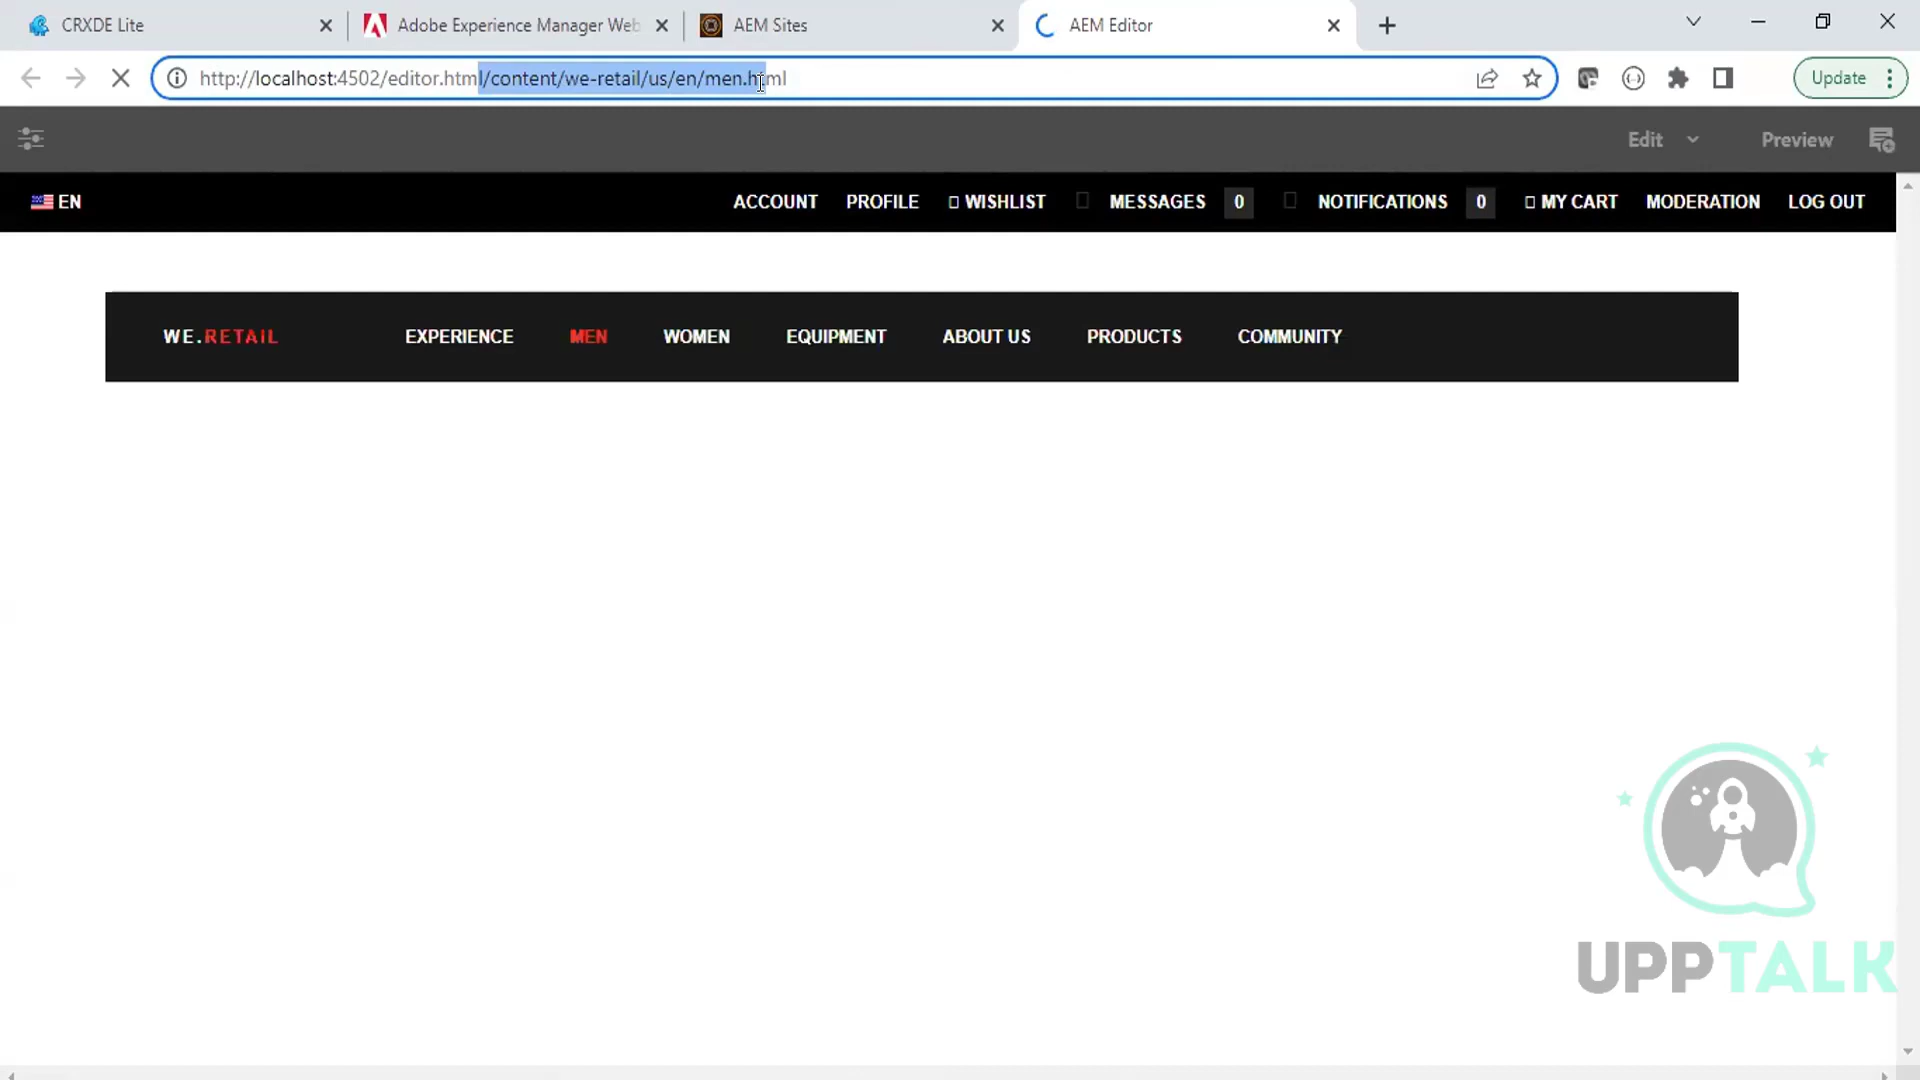 CRXDE Lite
Adobe Experience Manager Web
AEM Sites
AEM Editor
http://localhost:4502/editor.html/content/we-retail/us/en/men.html
Update
Edit
Preview
EN
ACCOUNT PROFILE WISHLIST MESSAGES 0 NOTIFICATIONS 0 MY CART MODERATION LOG OUT
WE.RETAIL EXPERIENCE MEN WOMEN EQUIPMENT ABOUT US PRODUCTS COMMUNITY
UPPTALK